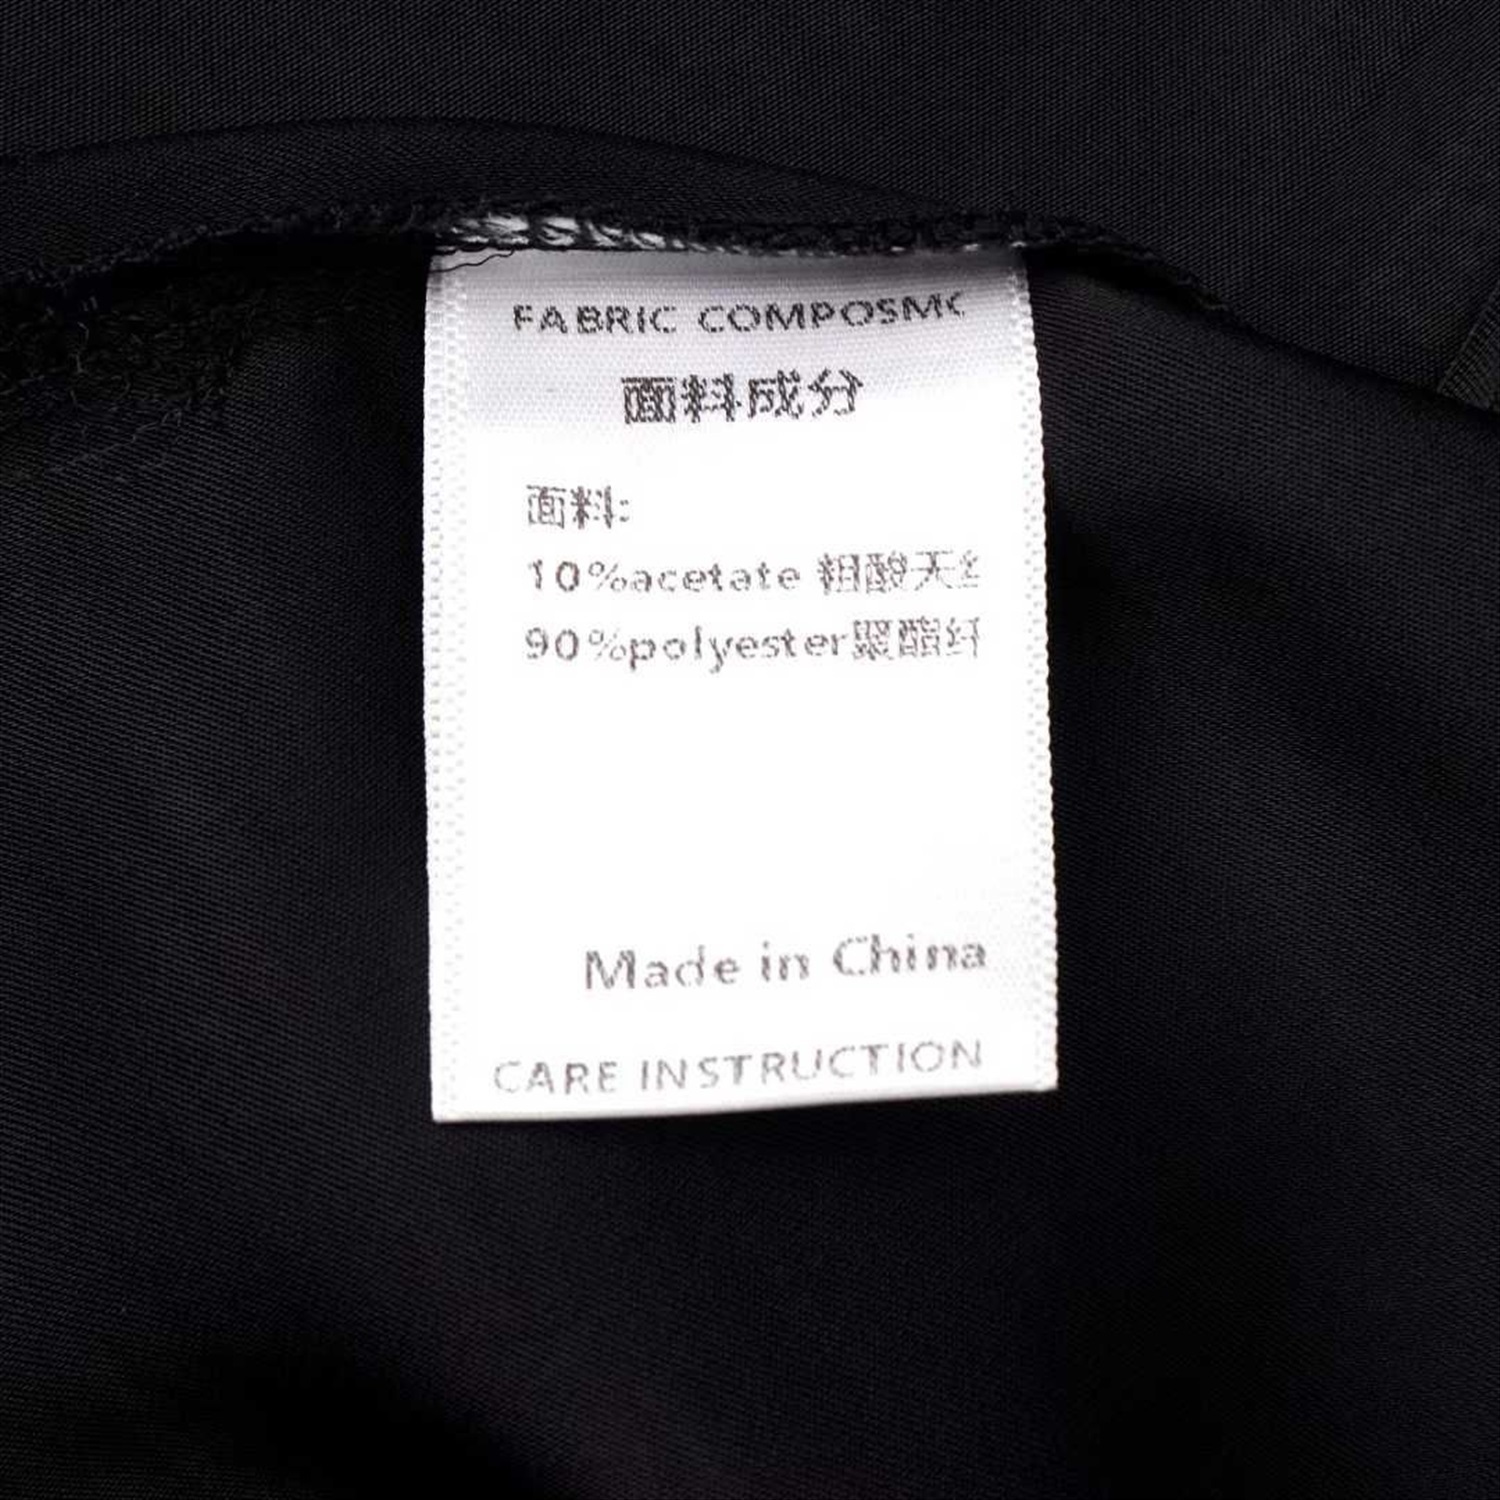 FABRIC COMPOSMC
面料成分
面料:
10%acetate 粗酸天丝
90%polyester聚酯纤
Made in China
CARE INSTRUCTION